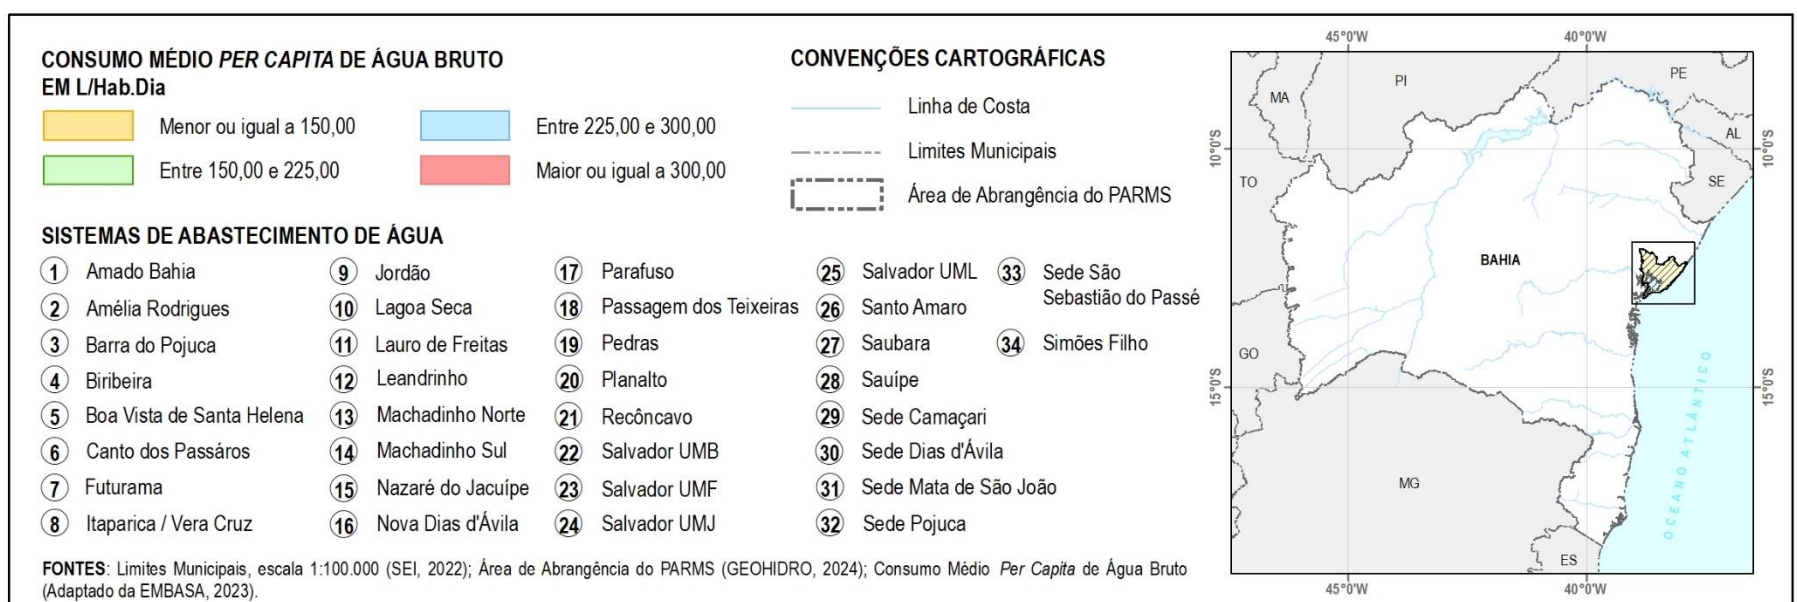 CONSUMO MÉDIO PER CAPITA DE ÁGUA BRUTO
EM L/Hab.Dia
Menor ou igual a 150,00
Entre 150,00 e 225,00
Entre 225,00 e 300,00
Maior ou igual a 300,00
CONVENÇÕES CARTOGRÁFICAS
Linha de Costa
Limites Municipais
Área de Abrangência do PARMS
SISTEMAS DE ABASTECIMENTO DE ÁGUA
1 Amado Bahia
2 Amélia Rodrigues
3 Barra do Pojuca
4 Biribeira
5 Boa Vista de Santa Helena
6 Canto dos Passáros
7 Futurama
8 Itaparica / Vera Cruz
9 Jordão
10 Lagoa Seca
11 Lauro de Freitas
12 Leandrinho
13 Machadinho Norte
14 Machadinho Sul
15 Nazaré do Jacuípe
16 Nova Dias d'Ávila
17 Parafuso
18 Passagem dos Teixeiras
19 Pedras
20 Planalto
21 Recôncavo
22 Salvador UMB
23 Salvador UMF
24 Salvador UMJ
25 Salvador UML
26 Santo Amaro
27 Saubara
28 Sauípe
29 Sede Camaçari
30 Sede Dias d'Ávila
31 Sede Mata de São João
32 Sede Pojuca
33 Sede São
Sebastião do Passé
34 Simões Filho
FONTES: Limites Municipais, escala 1:100.000 (SEI, 2022); Área de Abrangência do PARMS (GEOHIDRO, 2024); Consumo Médio Per Capita de Água Bruto
(Adaptado da EMBASA, 2023).
45°0'W
40°0'W
PI
PE
MA
AL
10°0'S
10°0'S
TO
SE
BAHIA
GO
15°0'S
15°0'S
OCEANO ATLÂNTICO
MG
ES
45°0'W
40°0'W